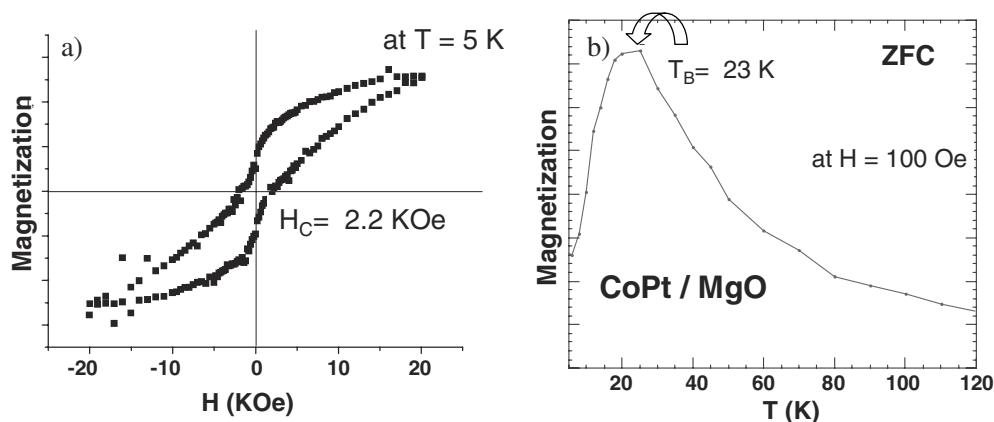 a)
at T = 5 K
Magnetization
H_C= 2.2 KOe
-20 -10 0 10 20
H (KOe)
b)
ZFC
T_B= 23 K
at H = 100 Oe
Magnetization
CoPt / MgO
20 40 60 80 100 120
T (K)